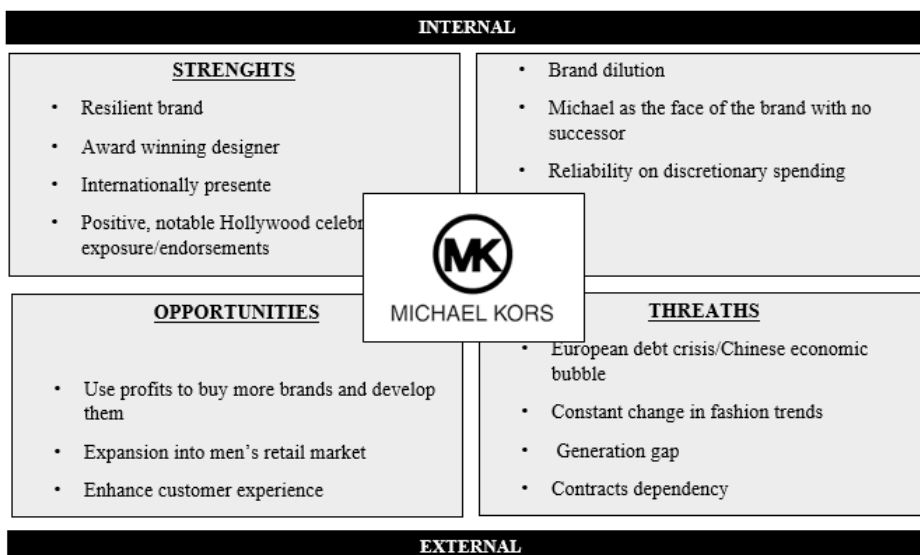 INTERNAL
STRENGHTS
• Resilient brand
• Award winning designer
• Internationally presente
• Positive, notable Hollywood
exposure/endorsements
• Brand dilution
• Michael as the face of the brand with no
successor
• Reliability on discretionary spending
MK
MICHAEL KORS
OPPORTUNITIES
• Use profits to buy more brands and develop
them
• Expansion into men's retail market
• Enhance customer experience
THREATHS
• European debt crisis/Chinese economic
bubble
• Constant change in fashion trends
• Generation gap
• Contracts dependency
EXTERNAL